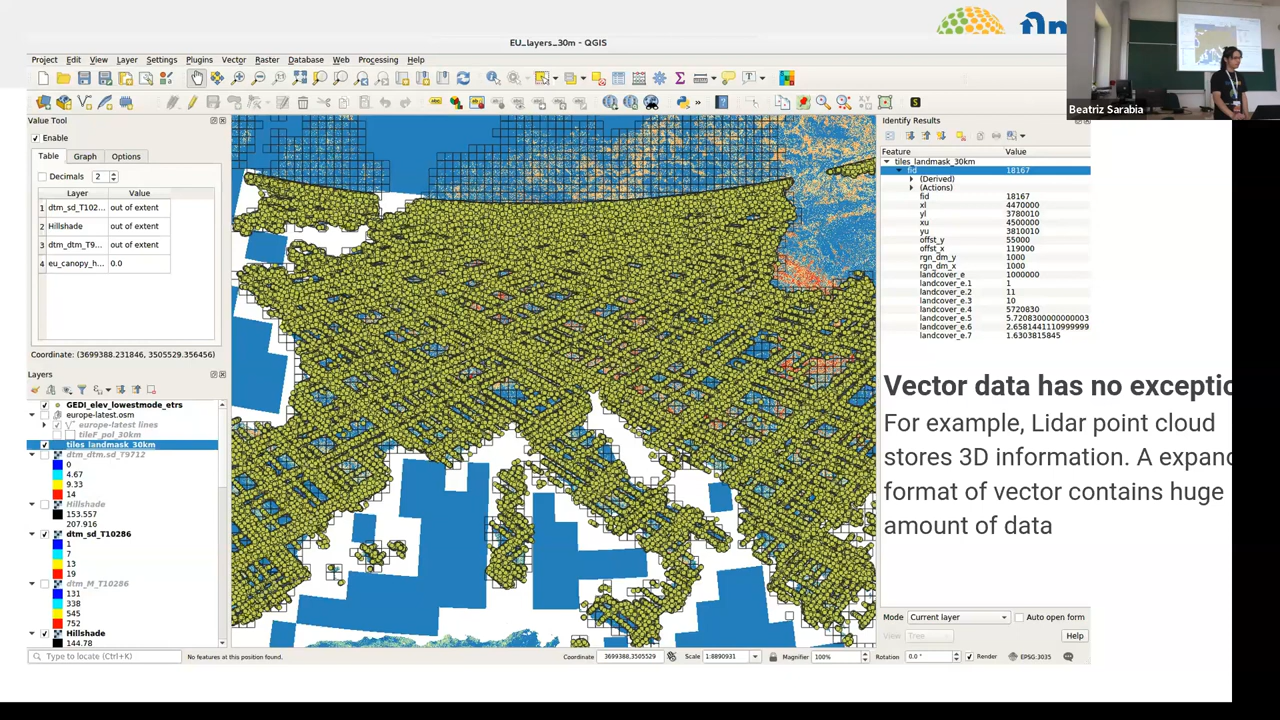 EU_layers_30m - QGIS
Project Edit View Layer Settings Plugins Vector Raster Database Web Processing Help
Value Tool
Enable
Table Graph Options
Decimals 2
Layer Value
1 dtm_sd_T102... out of extent
2 Hillshade out of extent
3 dtm_dtm_T9... out of extent
4 eu_canopy_h... 0.0
Coordinate: (3699388.231846, 3505529.356456)
Layers
GEDI_elev_lowestmode_etrs
europe-latest.osm
europe-latest lines
tileF_pol_30km
tiles_landmask_30km
dtm_dtm.sd_T9712
0
4.67
9.33
14
Hillshade
153.557
207.916
dtm_sd_T10286
1
7
13
19
dtm_M_T10286
131
338
545
752
Hillshade
144.78
Type to locate (Ctrl+K)
No features at this position found.
Coordinate 3699388,3505529
Scale 1:8890931
Magnifier 100%
Rotation 0.0 °
Render
EPSG:3035
Beatriz Sarabia
Identify Results
Feature Value
tiles_landmask_30km
fid 18167
(Derived)
(Actions)
fid 18167
xl 4470000
yl 3780010
xu 4500000
yu 3810010
offst_y 55000
offst_x 119000
rgn_dm_y 1000
rgn_dm_x 1000
landcover_e 1000000
landcover_e.1 1
landcover_e.2 11
landcover_e.3 10
landcover_e.4 5720830
landcover_e.5 5.7208300000000003
landcover_e.6 2.6581441110999999
landcover_e.7 1.6303815845
Vector data has no exceptio
For example, Lidar point cloud
stores 3D information. A expand
format of vector contains huge
amount of data
Mode Current layer
Auto open form
View Tree
Help